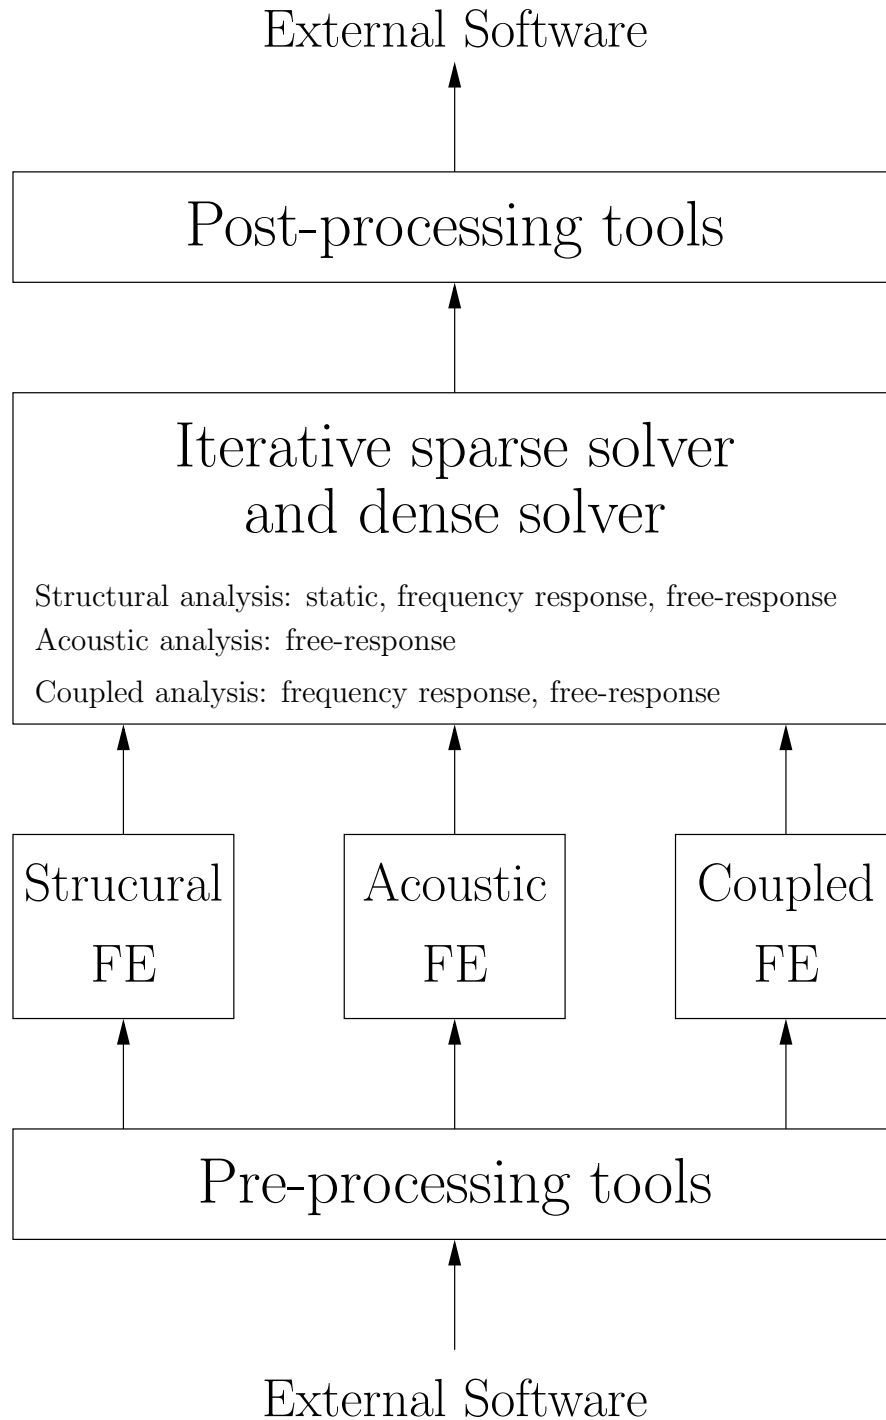 External Software
Post-processing tools
Iterative sparse solver
and dense solver
Structural analysis: static, frequency response, free-response
Acoustic analysis: free-response
Coupled analysis: frequency response, free-response
Strucural
FE
Acoustic
FE
Coupled
FE
Pre-processing tools
External Software